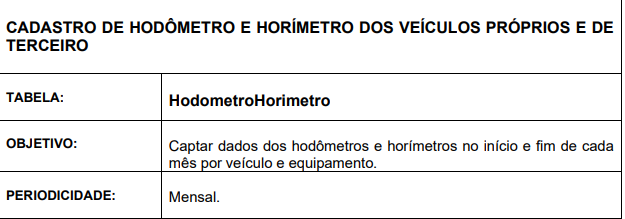 CADASTRO DE HODÔMETRO E HORÍMETRO DOS VEÍCULOS PRÓPRIOS E DE
TERCEIRO
TABELA: HodometroHorimetro
OBJETIVO: Captar dados dos hodômetros e horímetros no início e fim de cada
mês por veículo e equipamento.
PERIODICIDADE: Mensal.